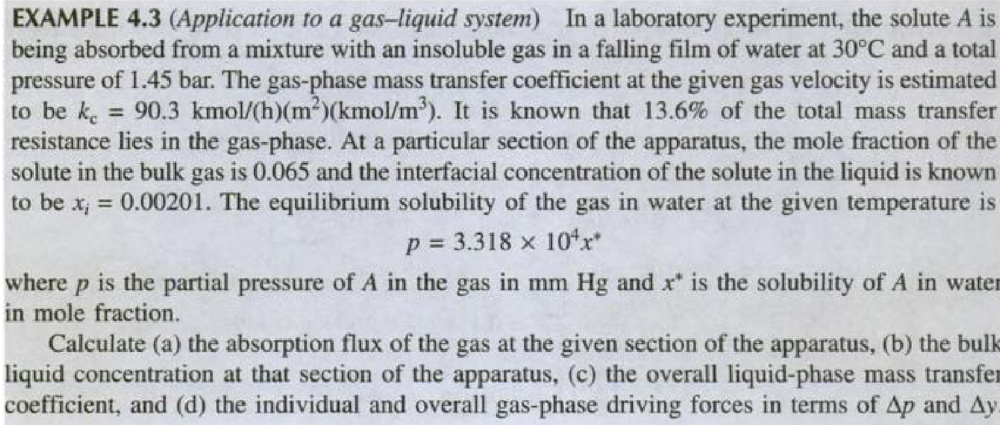 EXAMPLE 4.3 (Application to a gas–liquid system) In a laboratory experiment, the solute A is
being absorbed from a mixture with an insoluble gas in a falling film of water at 30°C and a total
pressure of 1.45 bar. The gas-phase mass transfer coefficient at the given gas velocity is estimated
to be k_c = 90.3 kmol/(h)(m²)(kmol/m³). It is known that 13.6% of the total mass transfer
resistance lies in the gas-phase. At a particular section of the apparatus, the mole fraction of the
solute in the bulk gas is 0.065 and the interfacial concentration of the solute in the liquid is known
to be x_i = 0.00201. The equilibrium solubility of the gas in water at the given temperature is
p = 3.318 × 10⁴x*
where p is the partial pressure of A in the gas in mm Hg and x* is the solubility of A in water
in mole fraction.
Calculate (a) the absorption flux of the gas at the given section of the apparatus, (b) the bulk
liquid concentration at that section of the apparatus, (c) the overall liquid-phase mass transfer
coefficient, and (d) the individual and overall gas-phase driving forces in terms of Δp and Δy.